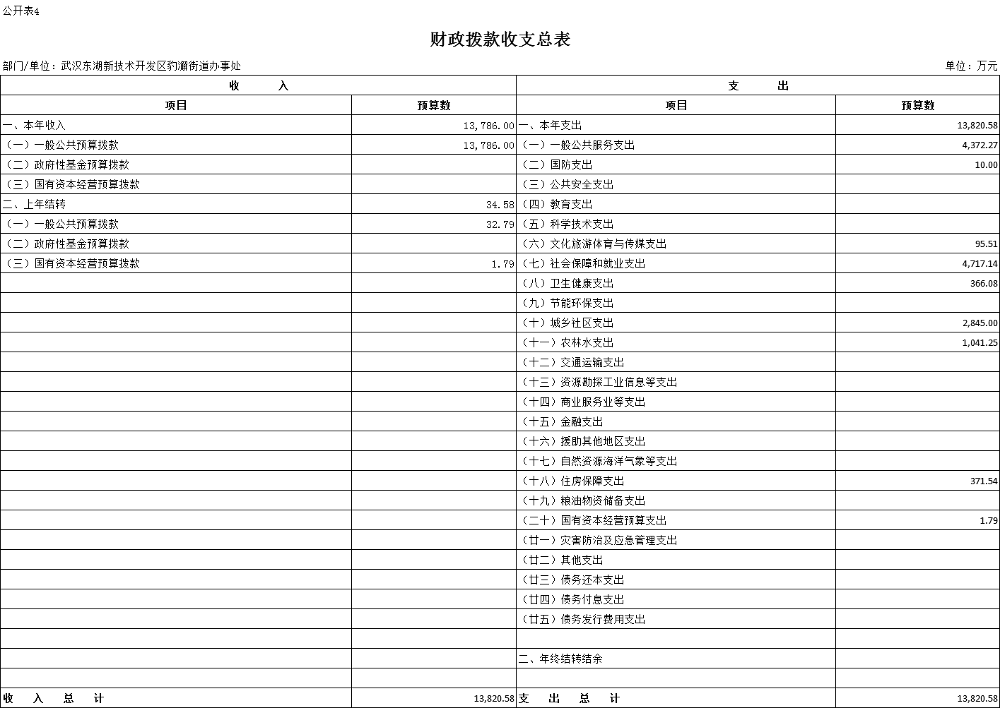 公开表4
财政拨款收支总表
部门/单位：武汉东湖新技术开发区豹澥街道办事处 单位：万元
收 入 支 出
项目 预算数 项目 预算数
一、本年收入 13,786.00 一、本年支出 13,820.58
（一）一般公共预算拨款 13,786.00 （一）一般公共服务支出 4,372.27
（二）政府性基金预算拨款 （二）国防支出 10.00
（三）国有资本经营预算拨款 （三）公共安全支出
二、上年结转 34.58 （四）教育支出
（一）一般公共预算拨款 32.79 （五）科学技术支出
（二）政府性基金预算拨款 （六）文化旅游体育与传媒支出 95.51
（三）国有资本经营预算拨款 1.79 （七）社会保障和就业支出 4,717.14
（八）卫生健康支出 366.08
（九）节能环保支出
（十）城乡社区支出 2,845.00
（十一）农林水支出 1,041.25
（十二）交通运输支出
（十三）资源勘探工业信息等支出
（十四）商业服务业等支出
（十五）金融支出
（十六）援助其他地区支出
（十七）自然资源海洋气象等支出
（十八）住房保障支出 371.54
（十九）粮油物资储备支出
（二十）国有资本经营预算支出 1.79
（廿一）灾害防治及应急管理支出
（廿二）其他支出
（廿三）债务还本支出
（廿四）债务付息支出
（廿五）债务发行费用支出
二、年终结转结余
收 入 总 计 13,820.58 支 出 总 计 13,820.58